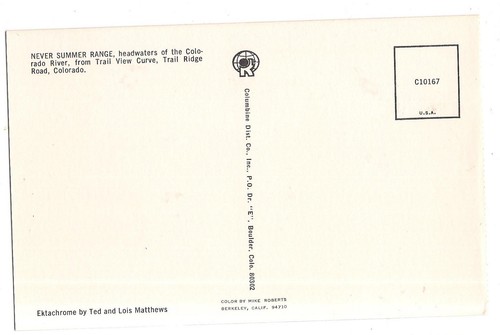 NEVER SUMMER RANGE, headwaters of the Colo-
rado River, from Trail View Curve, Trail Ridge
Road, Colorado.
C10167
U.S.A.
Columbine Dist. Co., Inc., P.O. Dr. "E", Boulder, Colo. 80302
Ektachrome by Ted and Lois Matthews
COLOR BY MIKE ROBERTS
BERKELEY, CALIF. 94710